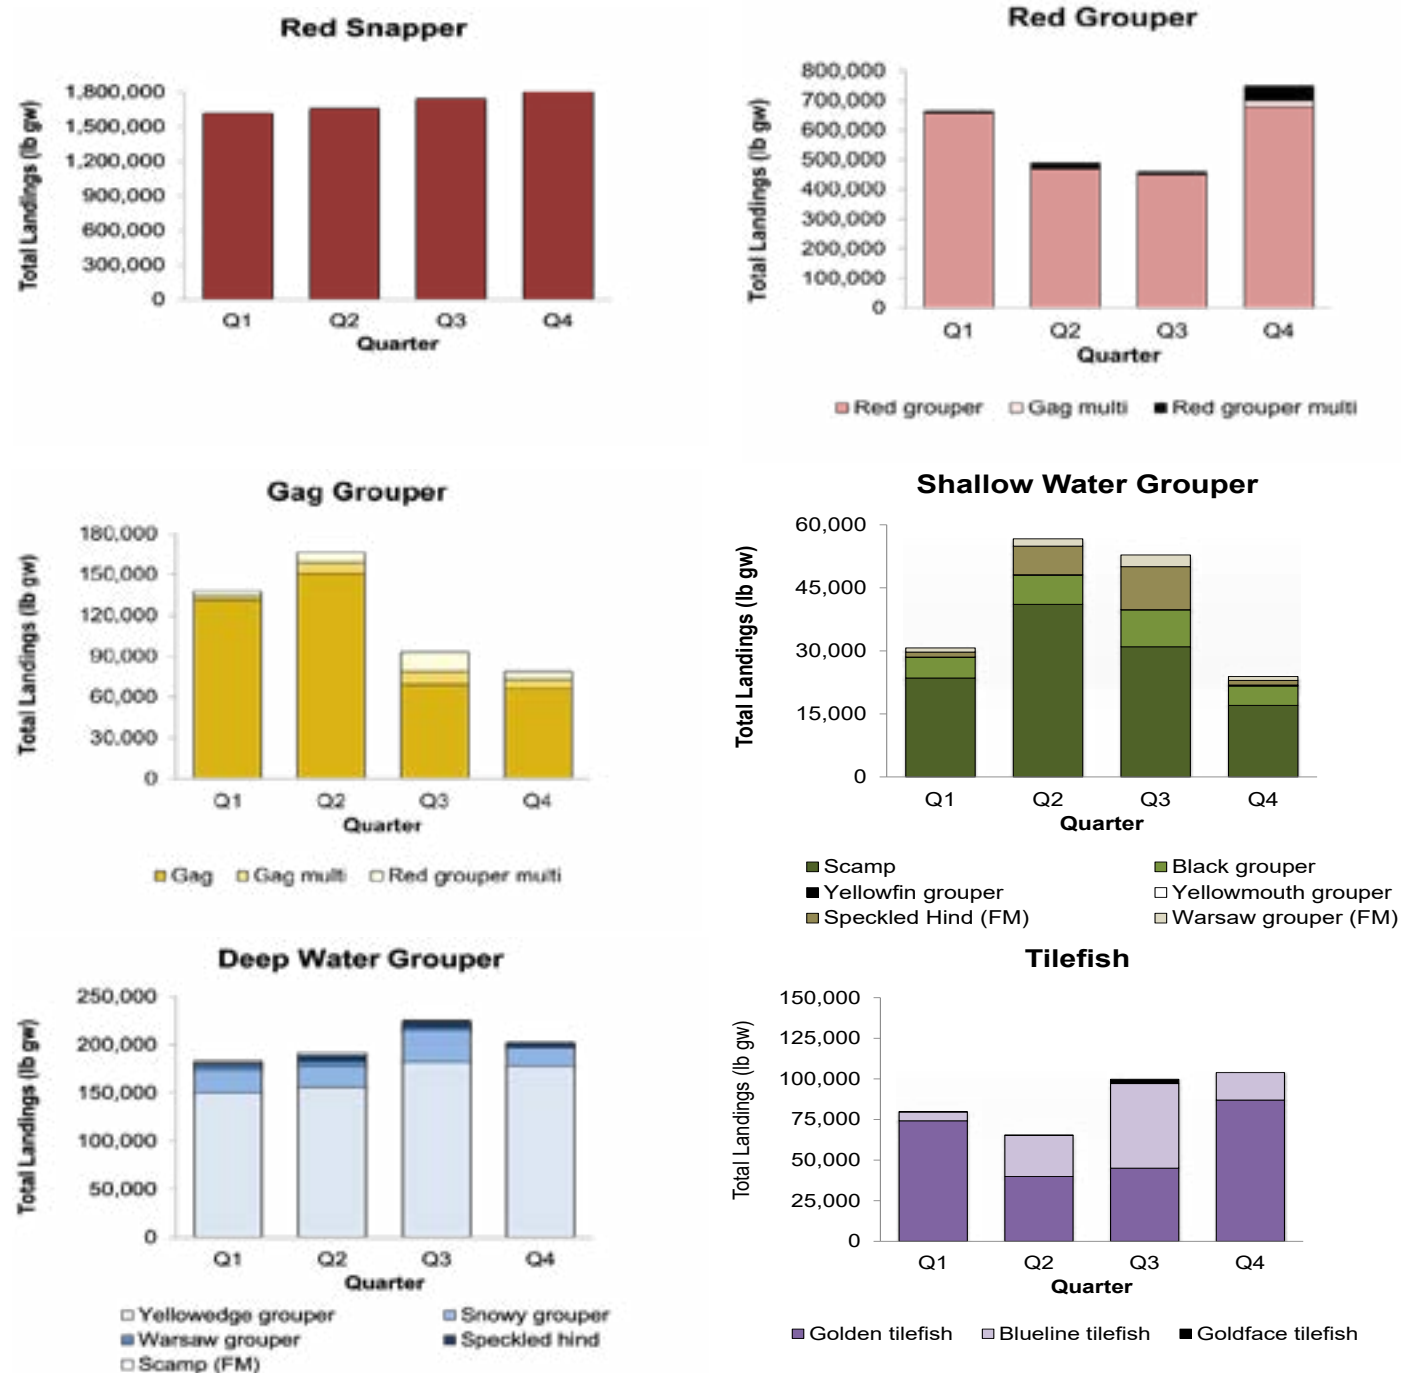 Red Snapper
Total Landings (lb gw)
1,800,000
1,500,000
1,200,000
900,000
600,000
300,000
0
Q1 Q2 Q3 Q4
Quarter
Red Grouper
Total Landings (lb gw)
800,000
700,000
600,000
500,000
400,000
300,000
200,000
100,000
0
Q1 Q2 Q3 Q4
Quarter
Red grouper Gag multi Red grouper multi
Gag Grouper
Total Landings (lb gw)
180,000
150,000
120,000
90,000
60,000
30,000
0
Q1 Q2 Q3 Q4
Quarter
Gag Gag multi Red grouper multi
Shallow Water Grouper
Total Landings (lb gw)
60,000
45,000
30,000
15,000
0
Q1 Q2 Q3 Q4
Quarter
Scamp Black grouper
Yellowfin grouper Yellowmouth grouper
Speckled Hind (FM) Warsaw grouper (FM)
Deep Water Grouper
Total Landings (lb gw)
250,000
200,000
150,000
100,000
50,000
0
Q1 Q2 Q3 Q4
Quarter
Yellowedge grouper Snowy grouper
Warsaw grouper Speckled hind
Scamp (FM)
Tilefish
Total Landings (lb gw)
150,000
125,000
100,000
75,000
50,000
25,000
0
Q1 Q2 Q3 Q4
Quarter
Golden tilefish Blueline tilefish Goldface tilefish